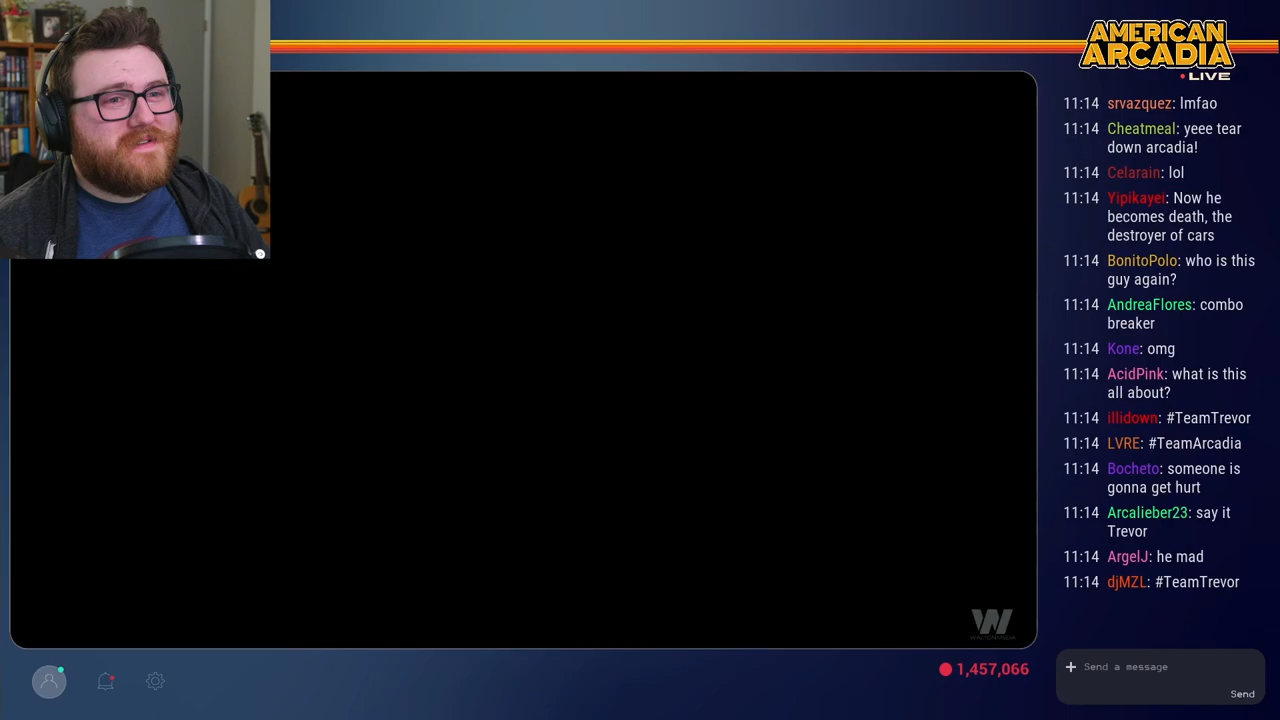 AMERICAN
ARCADIA
LIVE
11:14 srvazquez: lmfao
11:14 Cheatmeal: yeee tear
down arcadia!
11:14 Celarain: lol
11:14 Yipikayei: Now he
becomes death, the
destroyer of cars
11:14 BonitoPolo: who is this
guy again?
11:14 AndreaFlores: combo
breaker
11:14 Kone: omg
11:14 AcidPink: what is this
all about?
11:14 illidown: #TeamTrevor
11:14 LVRE: #TeamArcadia
11:14 Bocheto: someone is
gonna get hurt
11:14 Arcalieber23: say it
Trevor
11:14 ArgelJ: he mad
11:14 djMZL: #TeamTrevor
W
WALTON MEDIA
1,457,066
+ Send a message
Send